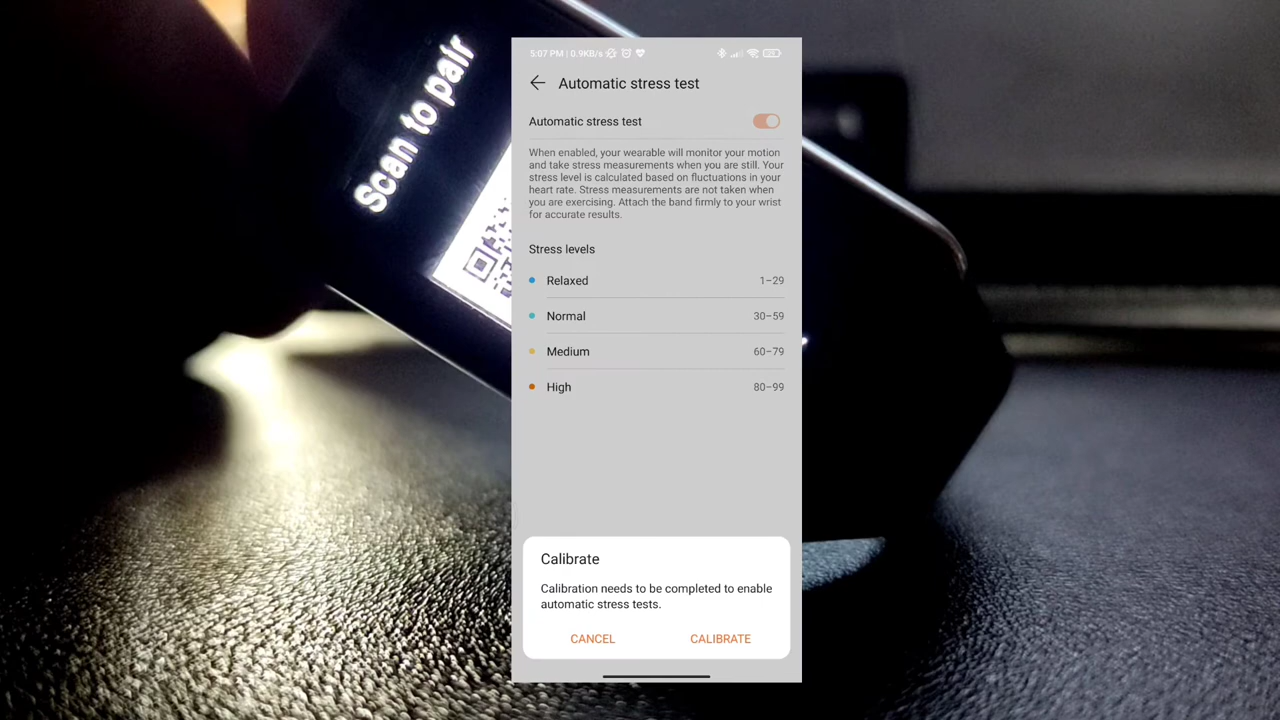 Scan to pair
5:07 PM | 0.9KB/s
Automatic stress test
Automatic stress test
When enabled, your wearable will monitor your motion
and take stress measurements when you are still. Your
stress level is calculated based on fluctuations in your
heart rate. Stress measurements are not taken when
you are exercising. Attach the band firmly to your wrist
for accurate results.
Stress levels
Relaxed 1–29
Normal 30–59
Medium 60–79
High 80–99
Calibrate
Calibration needs to be completed to enable
automatic stress tests.
CANCEL CALIBRATE